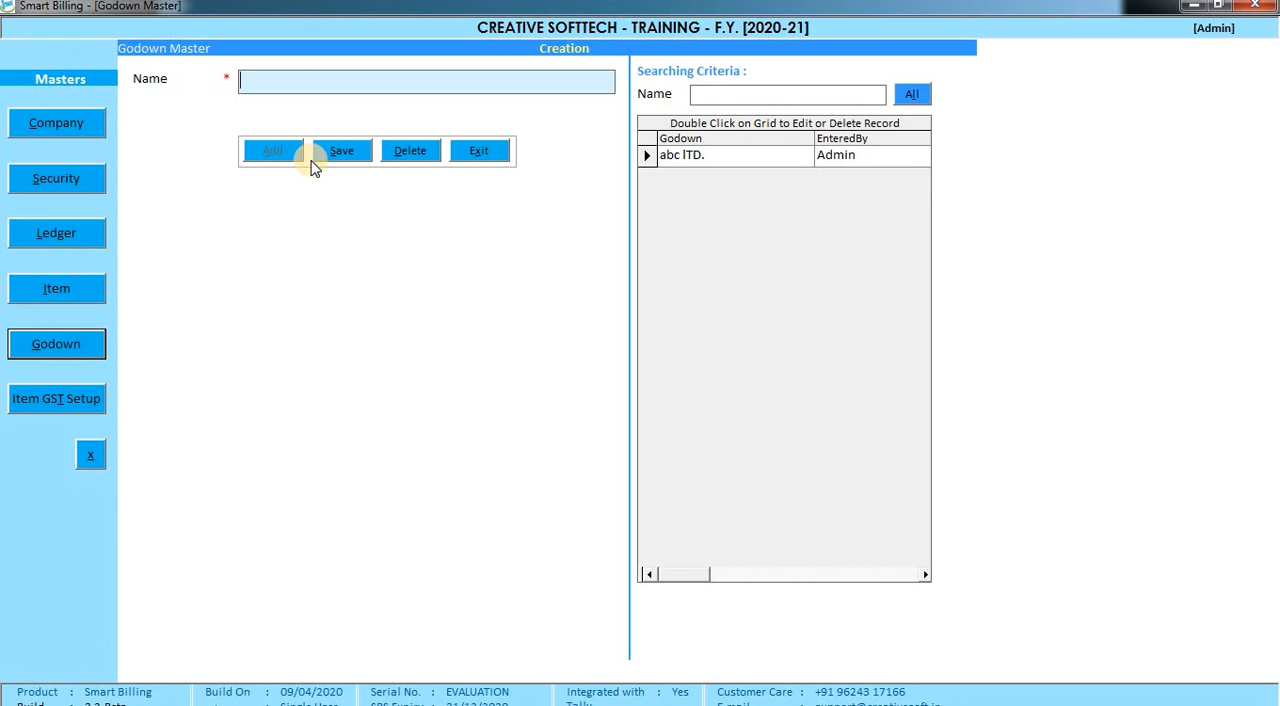 Smart Billing - [Godown Master]
CREATIVE SOFTTECH - TRAINING - F.Y. [2020-21]
[Admin]
Godown Master
Creation
Masters
Company
Security
Ledger
Item
Godown
Item GST Setup
x
Name *
Add Save Delete Exit
Searching Criteria :
Name All
Double Click on Grid to Edit or Delete Record
Godown EnteredBy
abc lTD. Admin
Product : Smart Billing Build On : 09/04/2020 Serial No. : EVALUATION Integrated with : Yes Customer Care : +91 96243 17166